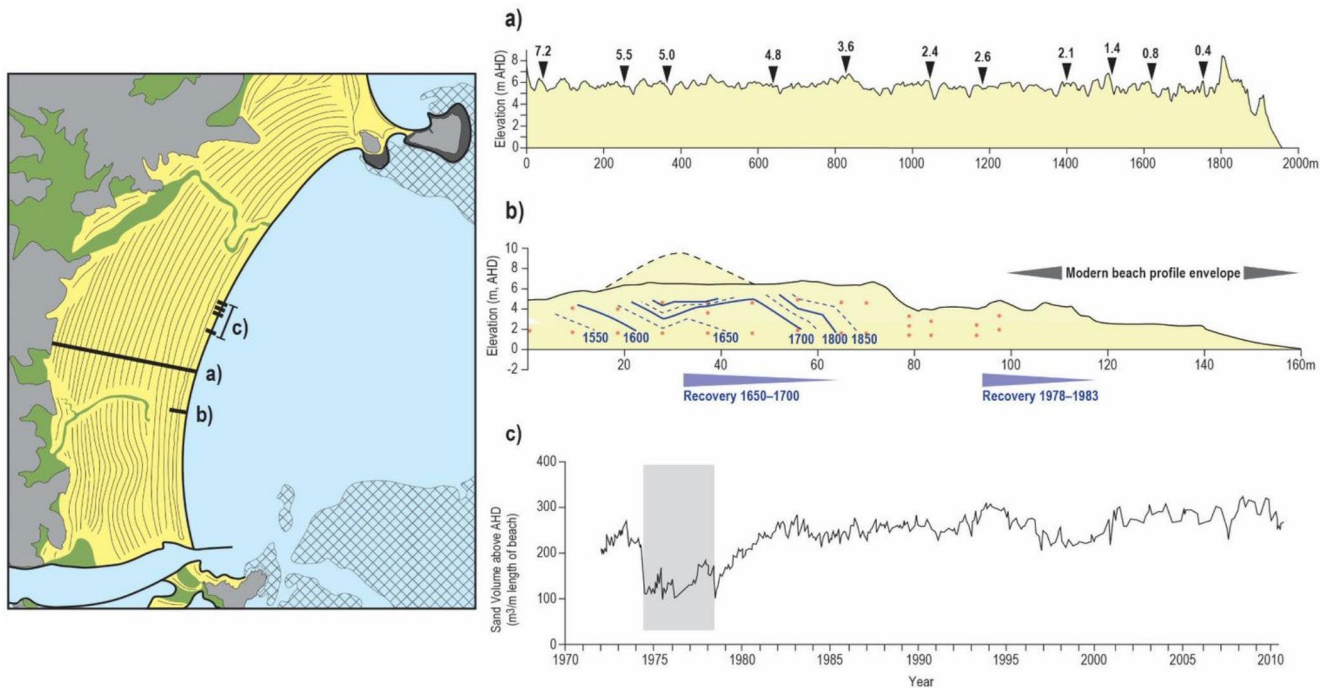 a)
7.2 5.5 5.0 4.8 3.6 2.4 2.6 2.1 1.4 0.8 0.4
Elevation (m AHD)
8
6
4
2
0
0 200 400 600 800 1000 1200 1400 1600 1800 2000m
b)
Elevation (m, AHD)
10
8
6
4
2
0
-2
Modern beach profile envelope
1550 1600 1650 1700 1800 1850
20 40 60 80 100 120 140 160m
Recovery 1650–1700
Recovery 1978–1983
c)
Sand Volume above AHD
(m3/m length of beach)
400
300
200
100
0
1970 1975 1980 1985 1990 1995 2000 2005 2010
Year
c)
a)
b)